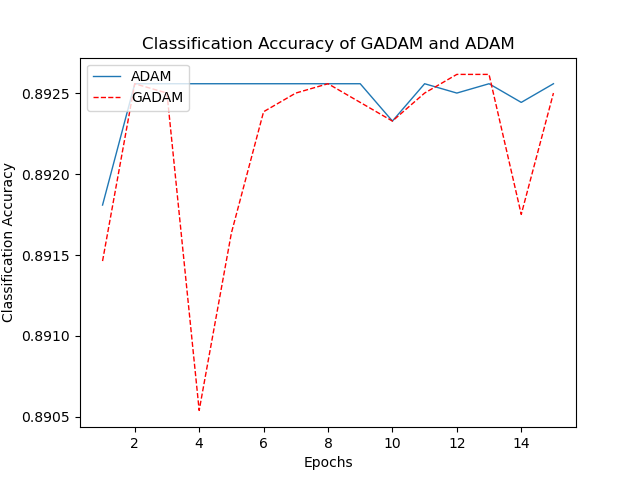 Classification Accuracy of GADAM and ADAM
ADAM
GADAM
Classification Accuracy
0.8925
0.8920
0.8915
0.8910
0.8905
2 4 6 8 10 12 14
Epochs